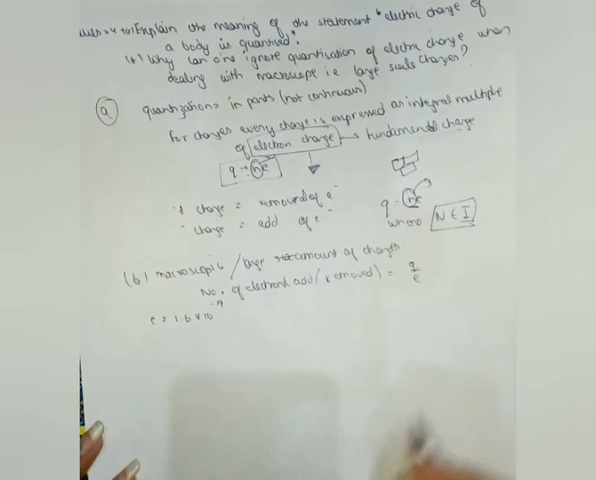 (a) Explain the meaning of the statement "electric charge of
a body is quantised".
(b) Why can one ignore quantisation of electric charge when
dealing with macroscopic i.e large scale charges?
(a) quantization = in parts (not continuous)
For charges every charge is expressed as integral multiple
of electron charge → fundamental charge
q = ± ne
+ charge = removal of e⁻
- charge = add of e⁻
q = ne
where N ∈ I
(b) macroscopic / large amount of charges
No. of electrons add / removed) = q/e
e = 1.6 × 10⁻¹⁹